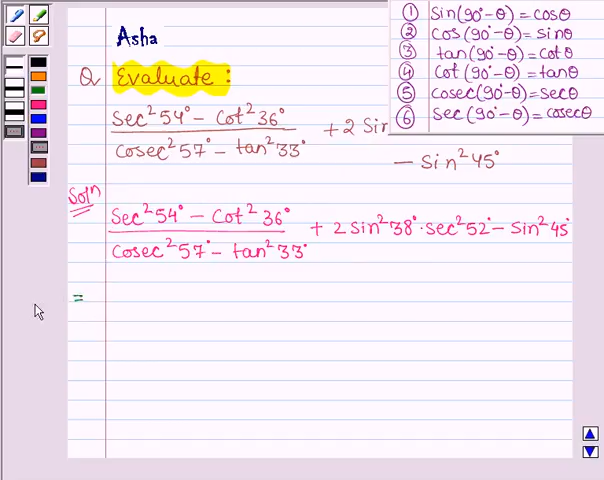 Asha
Q Evaluate :
Sec²54° − Cot²36° / Cosec²57° − tan²33° + 2 Sin
− Sin²45°
① Sin(90°−θ) = Cosθ
② Cos(90°−θ) = Sinθ
③ tan(90°−θ) = Cotθ
④ Cot(90°−θ) = tanθ
⑤ Cosec(90°−θ) = Secθ
⑥ Sec(90°−θ) = Cosecθ
Solⁿ
Sec²54° − Cot²36° / Cosec²57° − tan²33° + 2 Sin²38° · Sec²52° − Sin²45°
=